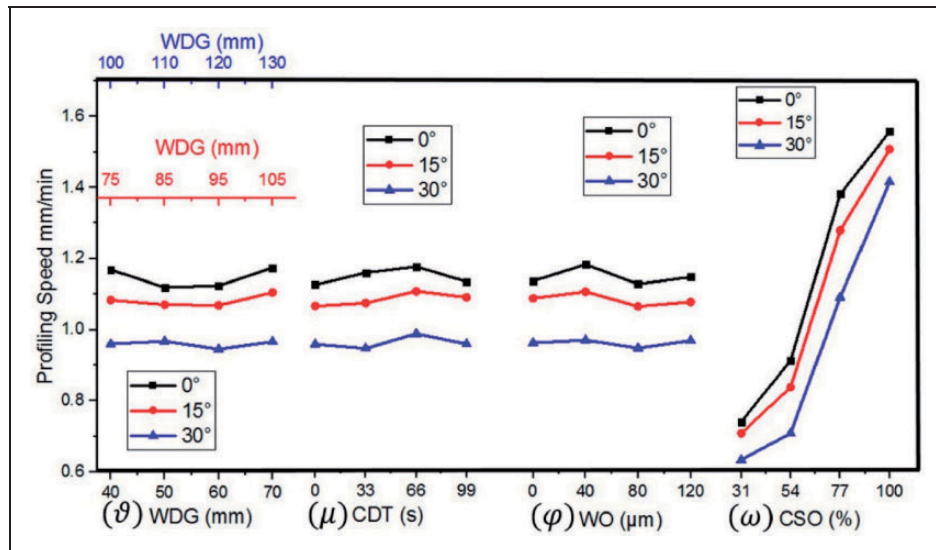 WDG (mm)
100 110 120 130
WDG (mm)
75 85 95 105
0°
15°
30°
0°
15°
30°
0°
15°
30°
0°
15°
30°
Profiling Speed mm/min
1.6
1.4
1.2
1.0
0.8
0.6
40 50 60 70 0 33 66 99 0 40 80 120 31 54 77 100
(ϑ) WDG (mm) (μ) CDT (s) (φ) WO (μm) (ω) CSO (%)